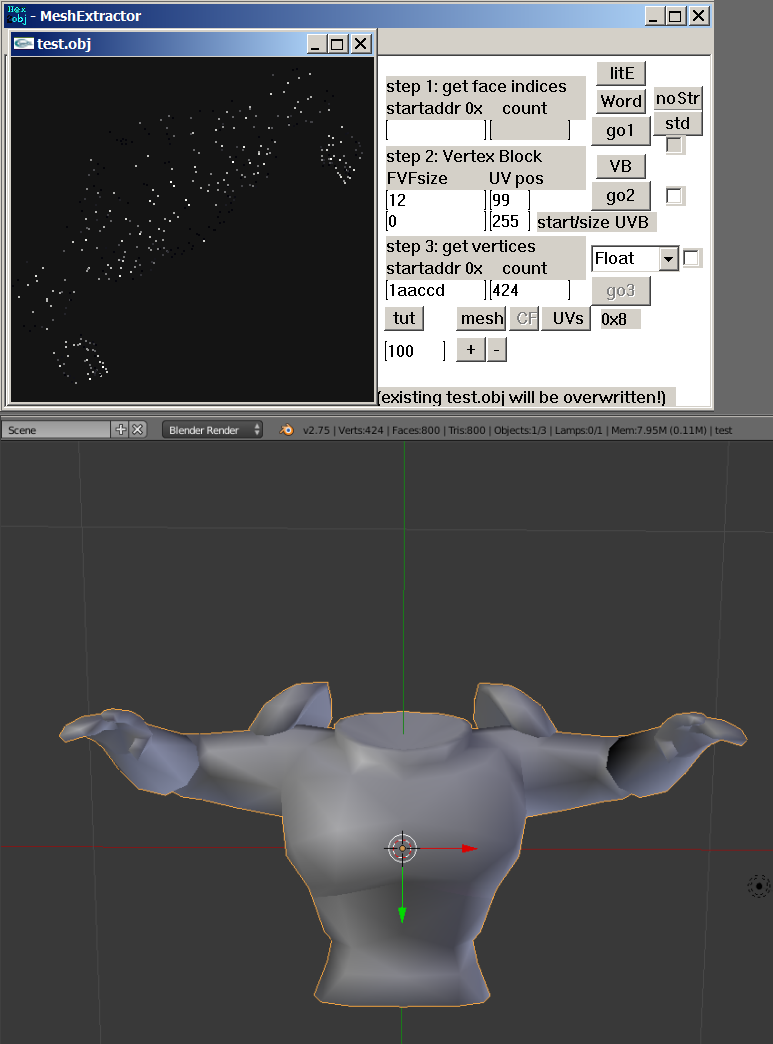 Hex
obj - MeshExtractor
test.obj
litE
step 1: get face indices
startaddr 0x count
Word noStr
go1 std
step 2: Vertex Block
FVFsize UV pos
VB
12 99
go2
0 255 start/size UVB
step 3: get vertices
startaddr 0x count
Float
1aaccd 424
go3
tut mesh CF UVs 0x8
100 + -
(existing test.obj will be overwritten!)
Scene Blender Render v2.75 | Verts:424 | Faces:800 | Tris:800 | Objects:1/3 | Lamps:0/1 | Mem:7.95M (0.11M) | test